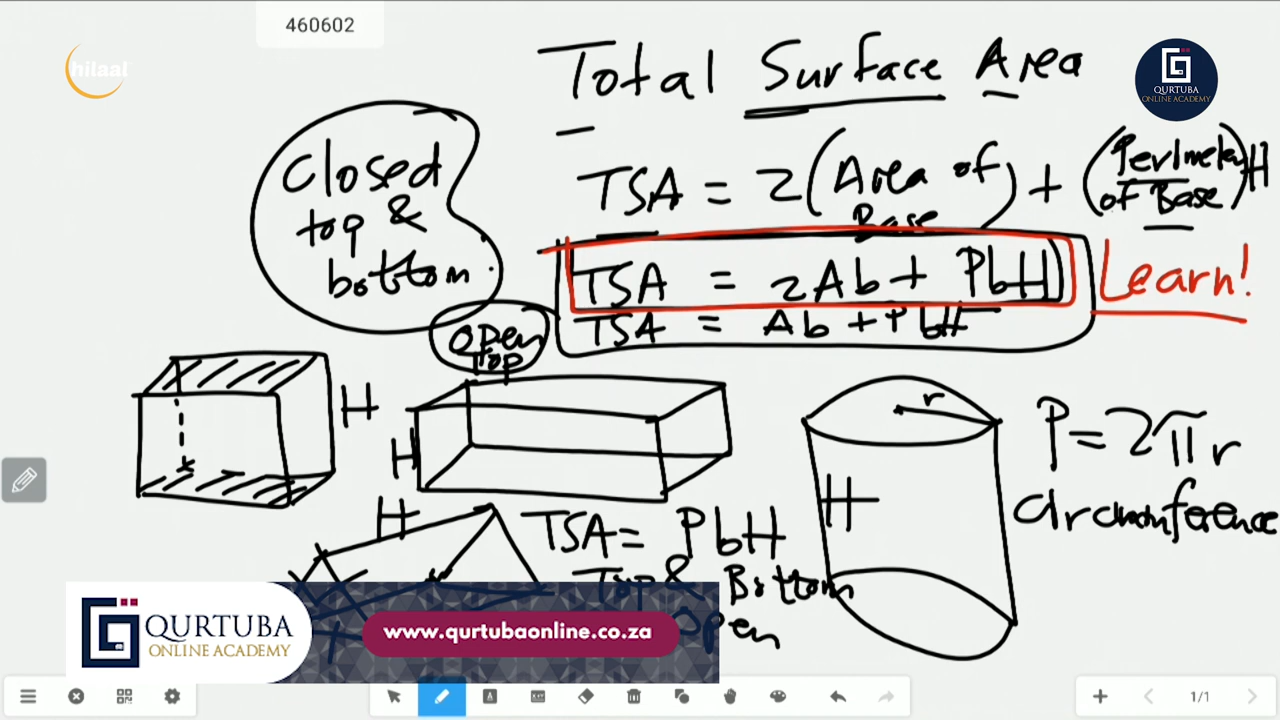 460602
hilaal
QURTUBA
ONLINE ACADEMY
Total Surface Area
closed
top &
bottom
TSA = 2(Area of Base) + (Perimeter of Base)H
TSA = 2Ab + PbH
Learn!
TSA = Ab + PbH
open
Top
H
H
r
H
P = 2πr
circumference
H
TSA = PbH
Top & Bottom
Open
QURTUBA
ONLINE ACADEMY
www.qurtubaonline.co.za
1/1